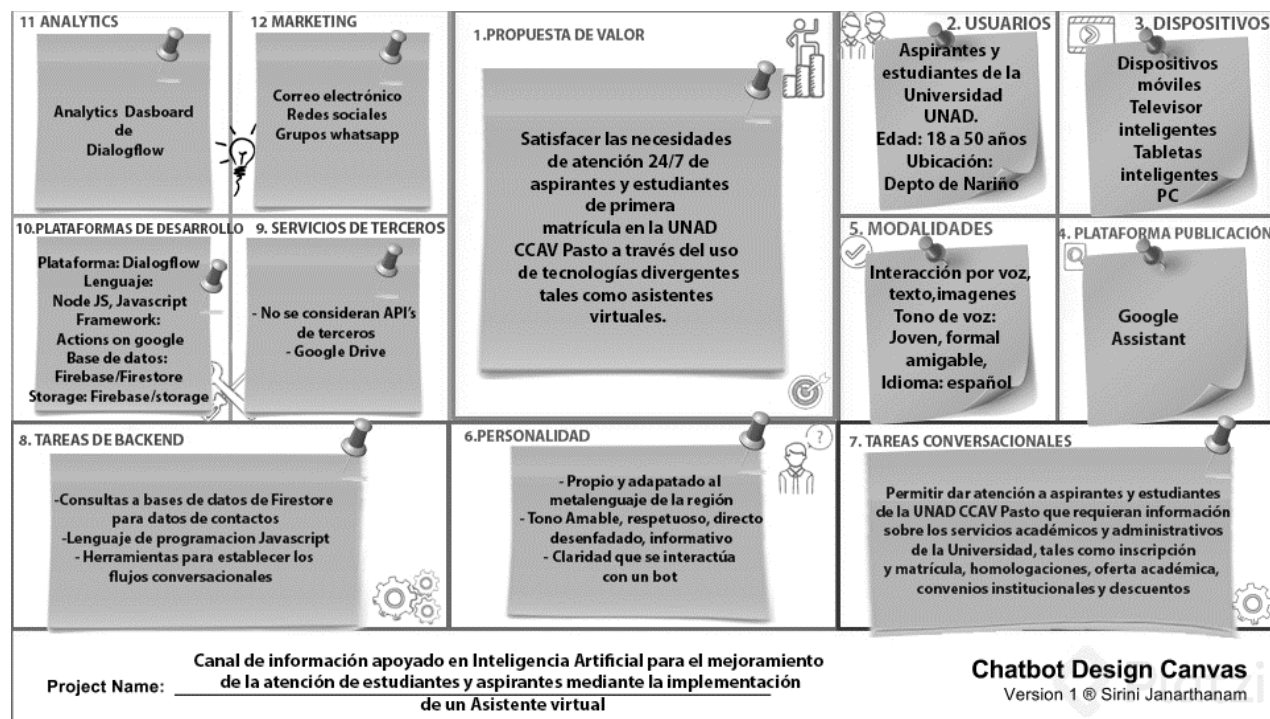 11 ANALYTICS
Analytics Dasboard
de
Dialogflow
12 MARKETING
Correo electrónico
Redes sociales
Grupos whatsapp
1.PROPUESTA DE VALOR
Satisfacer las necesidades
de atención 24/7 de
aspirantes y estudiantes
de primera
matrícula en la UNAD
CCAV Pasto a través del uso
de tecnologías divergentes
tales como asistentes
virtuales.
2. USUARIOS
Aspirantes y
estudiantes de la
Universidad
UNAD.
Edad: 18 a 50 años
Ubicación:
Depto de Nariño
3. DISPOSITIVOS
Dispositivos
móviles
Televisor
inteligentes
Tabletas
inteligentes
PC
10.PLATAFORMAS DE DESARROLLO
Plataforma: Dialogflow
Lenguaje:
Node JS, Javascript
Framework:
Actions on google
Base de datos:
Firebase/Firestore
Storage: Firebase/storage
9. SERVICIOS DE TERCEROS
- No se consideran API's
de terceros
- Google Drive
5. MODALIDADES
Interacción por voz,
texto,imagenes
Tono de voz:
Joven, formal
amigable,
Idioma: español
4. PLATAFORMA PUBLICACIÓN
Google
Assistant
8. TAREAS DE BACKEND
-Consultas a bases de datos de Firestore
para datos de contactos
-Lenguaje de programacion Javascript
- Herramientas para establecer los
flujos conversacionales
6.PERSONALIDAD
- Propio y adapatado al
metalenguaje de la región
- Tono Amable, respetuoso, directo
desenfadado, informativo
- Claridad que se interactúa
con un bot
7. TAREAS CONVERSACIONALES
Permitir dar atención a aspirantes y estudiantes
de la UNAD CCAV Pasto que requieran información
sobre los servicios académicos y administrativos
de la Universidad, tales como inscripción
y matrícula, homologaciones, oferta académica,
convenios institucionales y descuentos
Project Name:
Canal de información apoyado en Inteligencia Artificial para el mejoramiento
de la atención de estudiantes y aspirantes mediante la implementación
de un Asistente virtual
Chatbot Design Canvas
Version 1 ® Sirini Janarthanam
Platzi